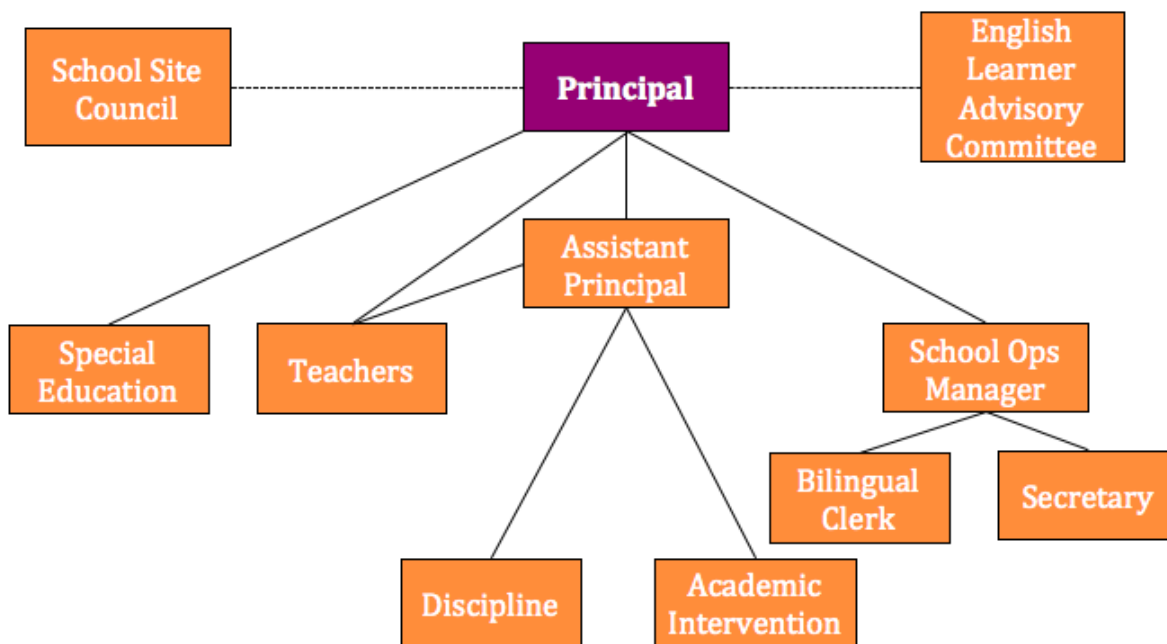 School Site
Council
Principal
English
Learner
Advisory
Committee
Assistant
Principal
Special
Education
Teachers
School Ops
Manager
Bilingual
Clerk
Secretary
Discipline
Academic
Intervention